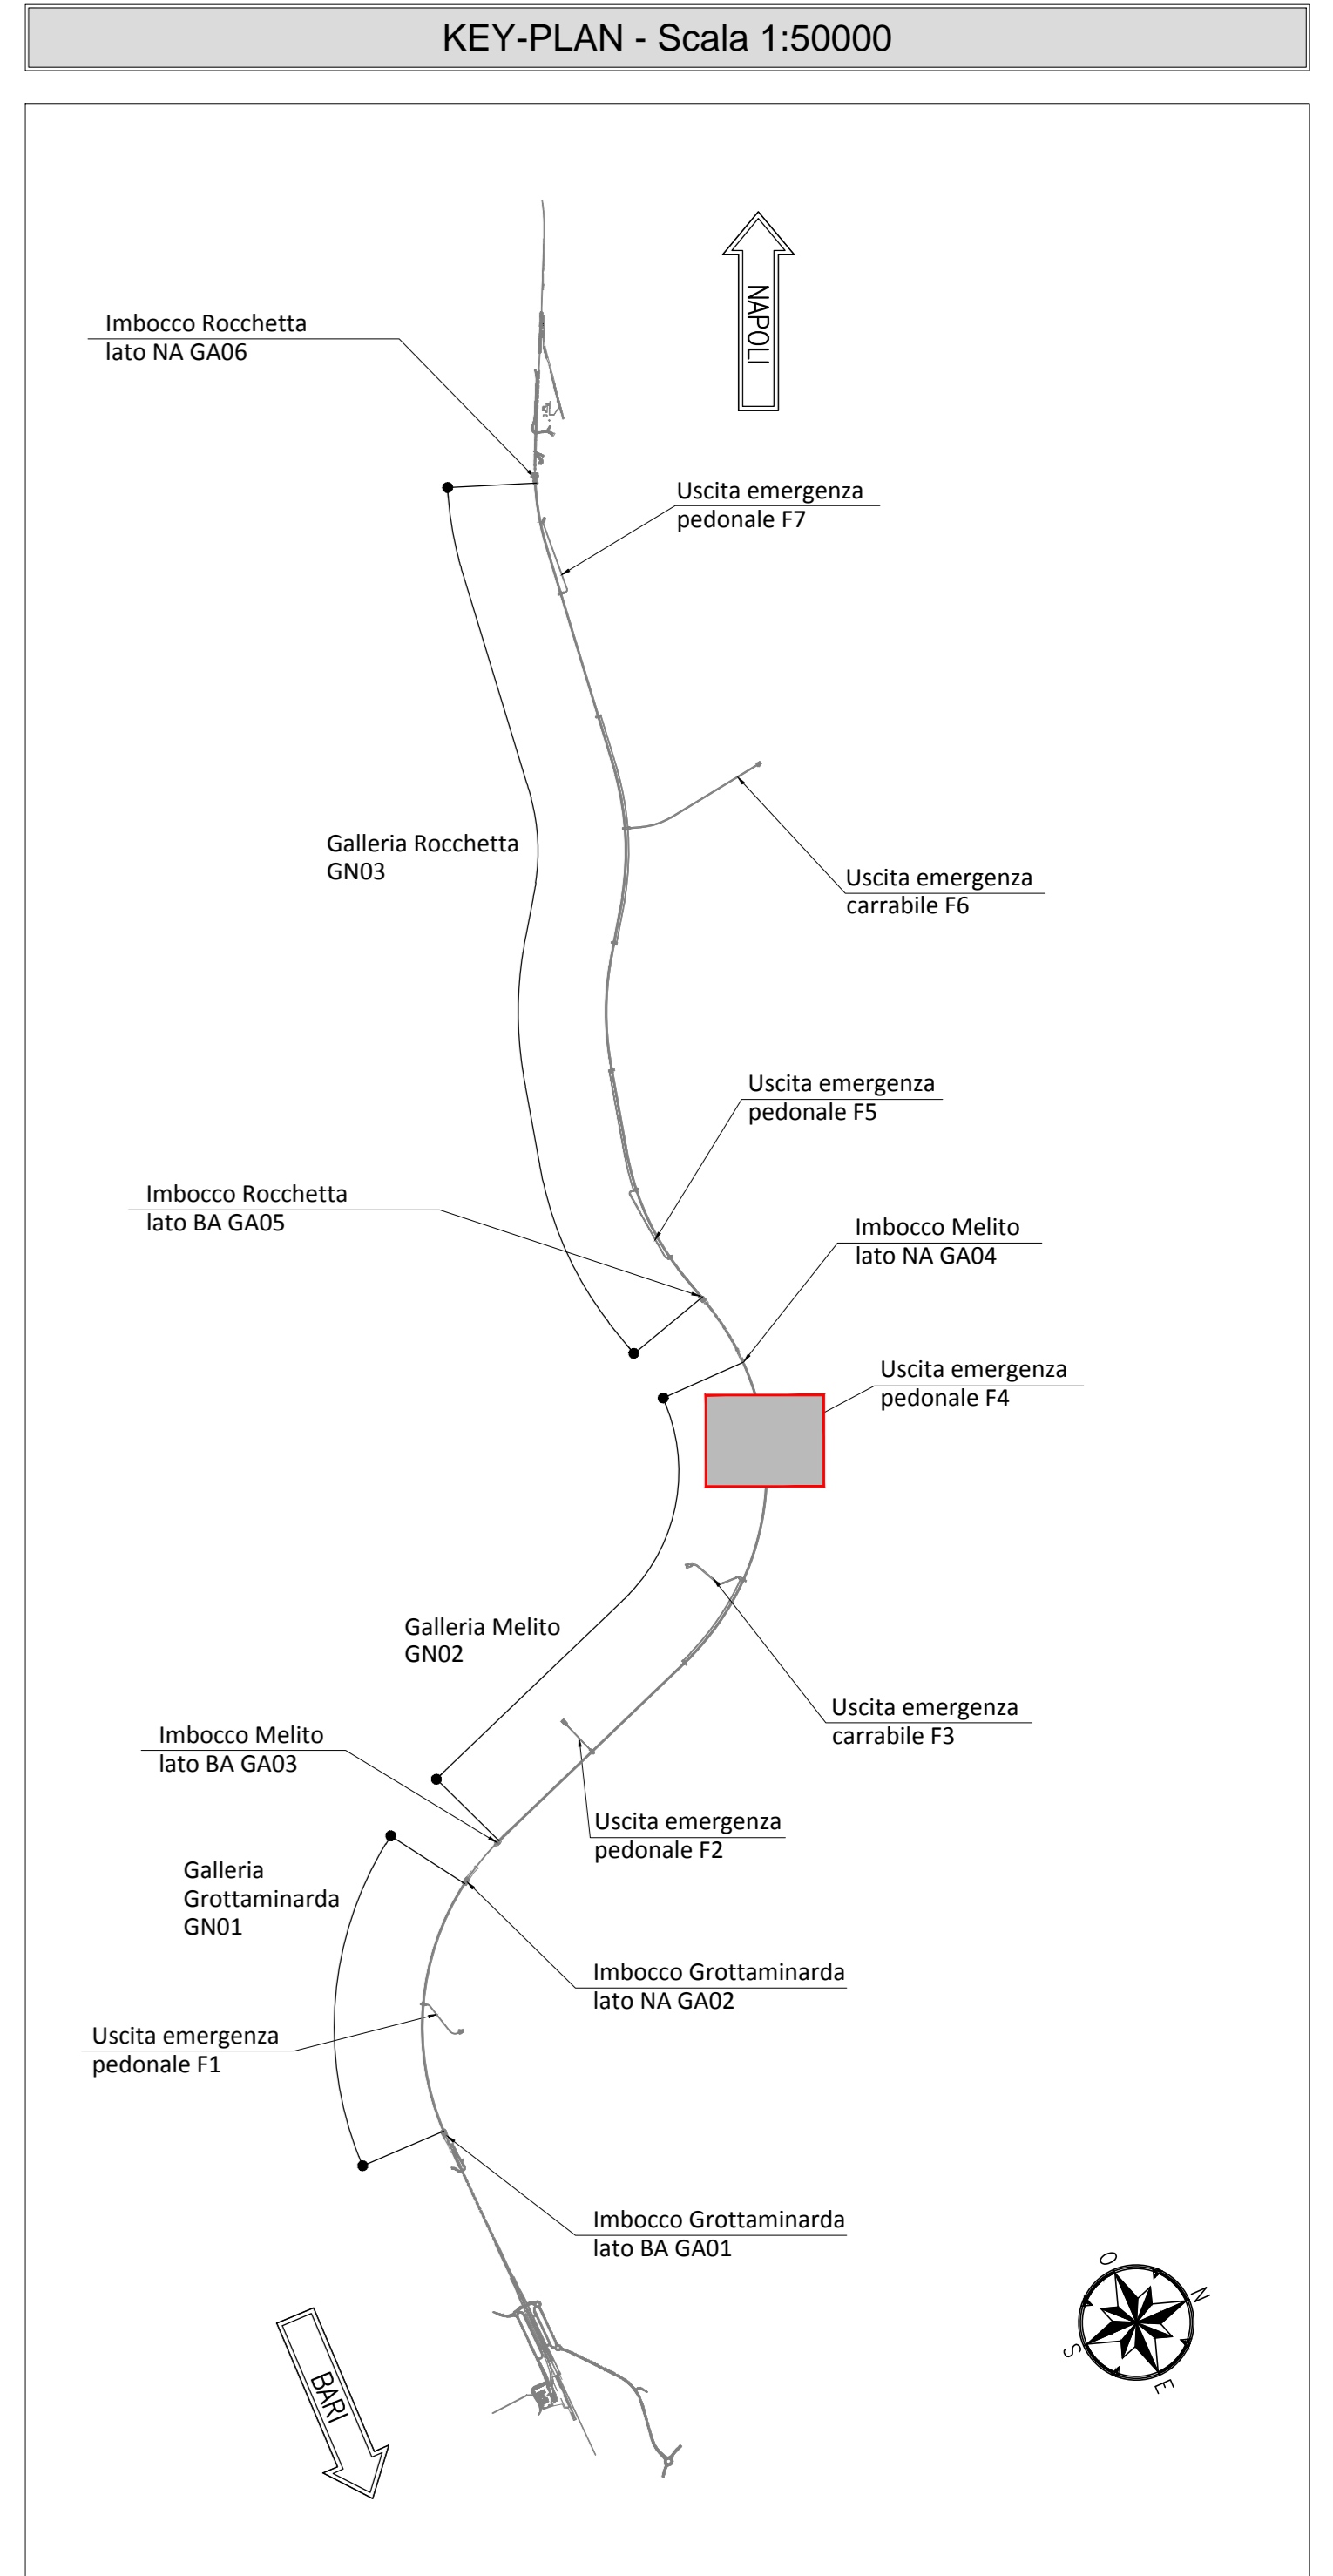 KEY-PLAN - Scala 1:50000
NAPOLI
Imbocco Rocchetta
lato NA GA06
Uscita emergenza
pedonale F7
Galleria Rocchetta
GN03
Uscita emergenza
carrabile F6
Uscita emergenza
pedonale F5
Imbocco Rocchetta
lato BA GA05
Imbocco Melito
lato NA GA04
Uscita emergenza
pedonale F4
Galleria Melito
GN02
Uscita emergenza
carrabile F3
Imbocco Melito
lato BA GA03
Uscita emergenza
pedonale F2
Galleria
Grottaminarda
GN01
Imbocco Grottaminarda
lato NA GA02
Uscita emergenza
pedonale F1
Imbocco Grottaminarda
lato BA GA01
O
N
S
E
BARI